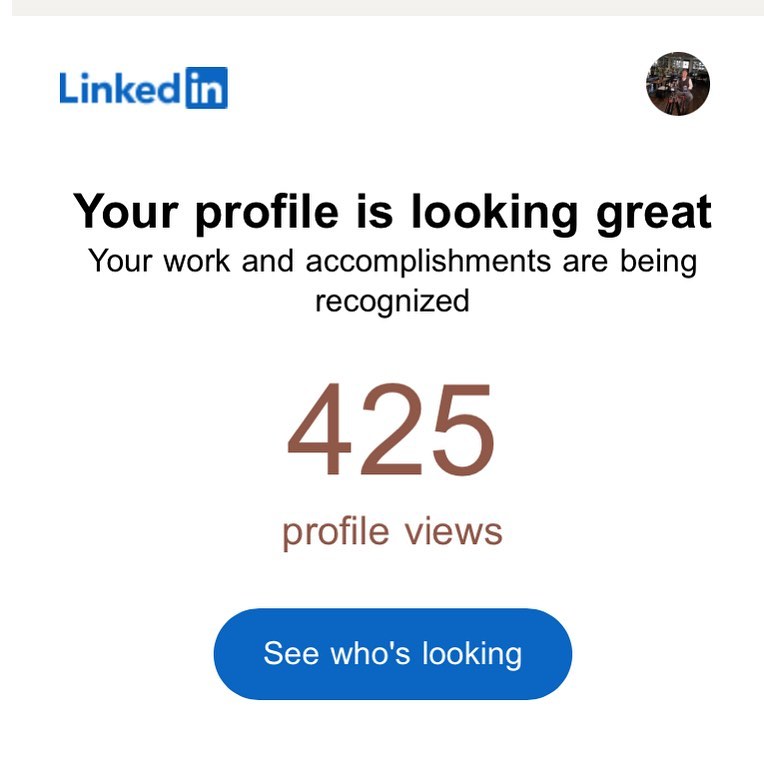 Linkedin
Your profile is looking great
Your work and accomplishments are being
recognized
425
profile views
See who's looking